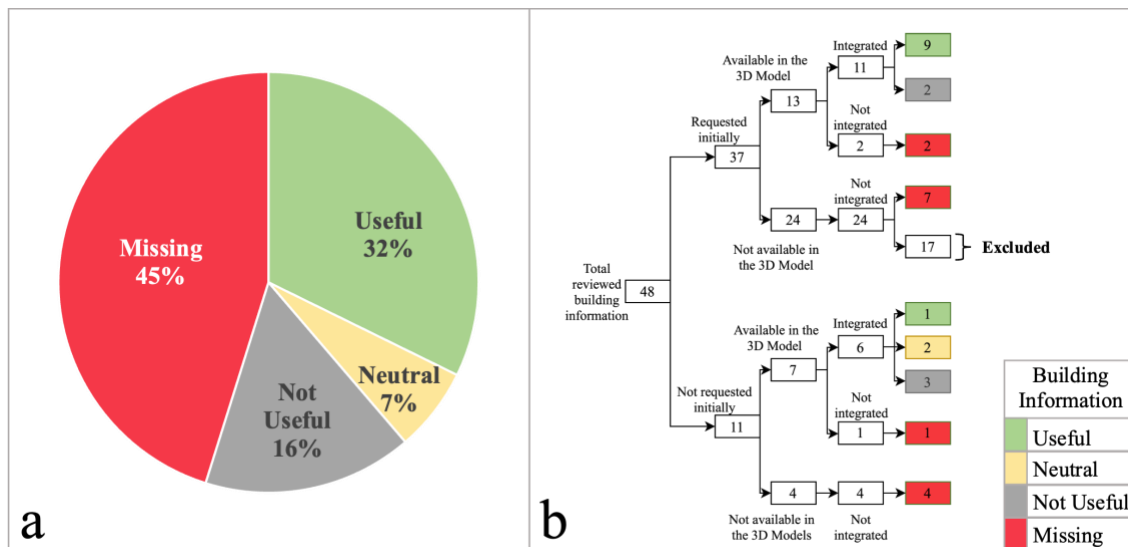 Useful
32%
Neutral
7%
Not
Useful
16%
Missing
45%
a
Total
reviewed
building
information
48
Requested
initially
37
Available in the
3D Model
13
Integrated
11
9
2
Not
integrated
2
2
24
Not available in
the 3D Model
Not
integrated
24
7
17
Excluded
Not requested
initially
11
Available in the
3D Model
7
Integrated
6
1
2
3
Not
integrated
1
1
4
Not available in
the 3D Models
4
Not
integrated
4
b
Building
Information
Useful
Neutral
Not Useful
Missing